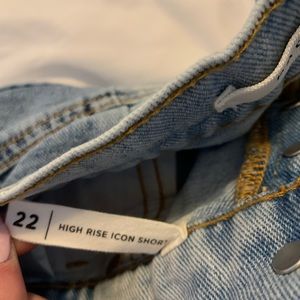 22 | HIGH RISE ICON SHORT